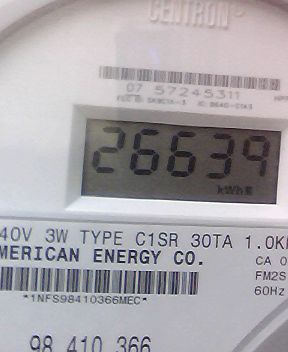 CENTRON®
07 57245311
26639
kWh
40V 3W TYPE C1SR 30TA 1.0K
MERICAN ENERGY CO.
CA 0
FM2S
60Hz
*1NFS98410366MEC*
98 410 366